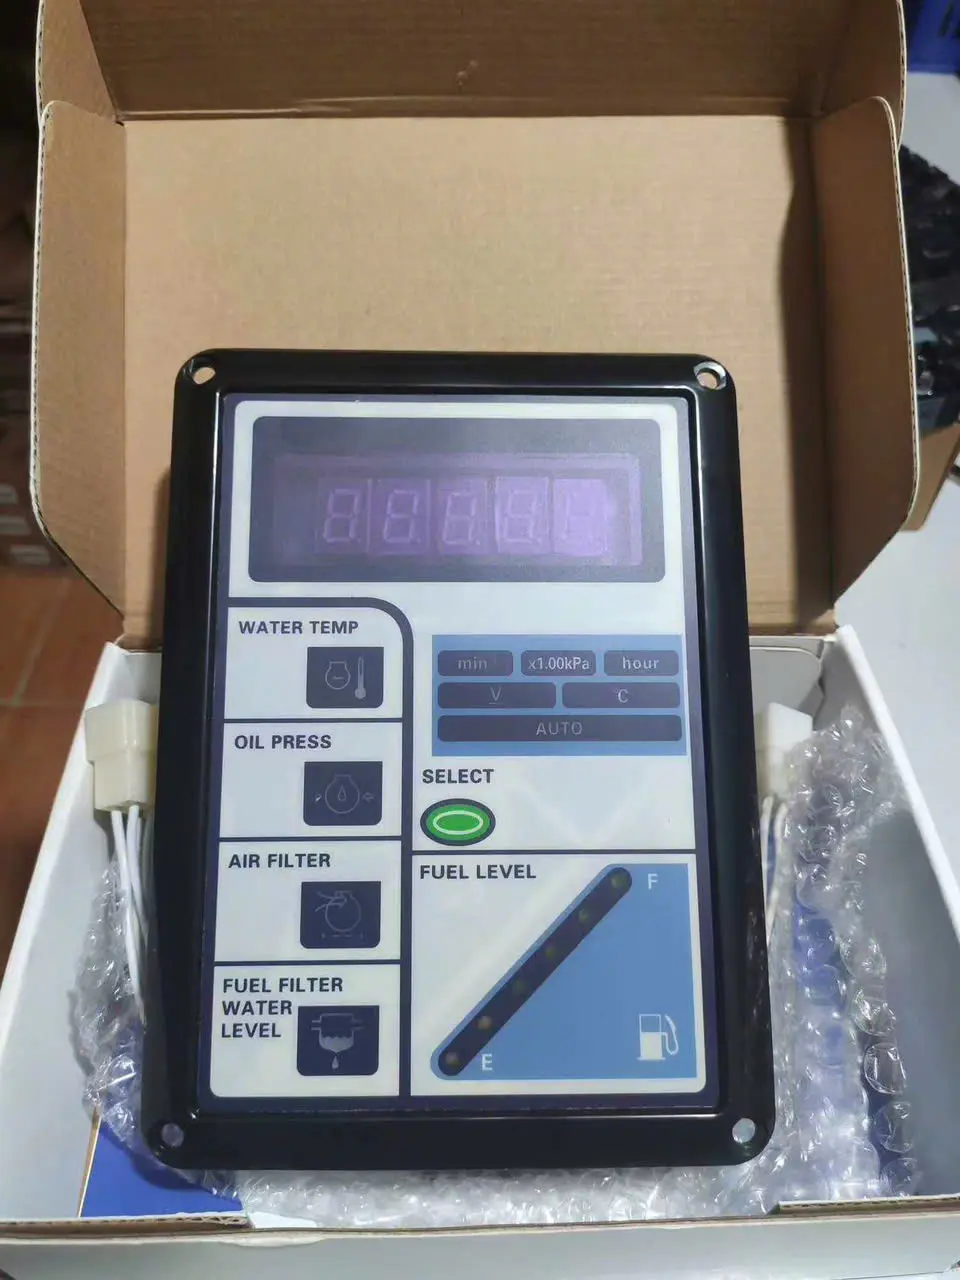 WATER TEMP
OIL PRESS
AIR FILTER
FUEL FILTER
WATER
LEVEL
min x1.00kPa hour
V °C
AUTO
SELECT
FUEL LEVEL
F
E